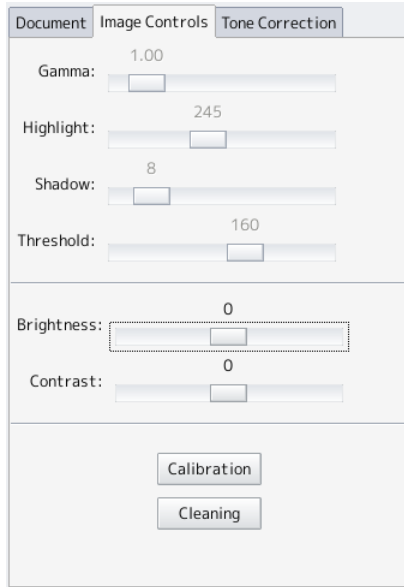 Document Image Controls Tone Correction
1.00
Gamma:
245
Highlight:
8
Shadow:
160
Threshold:
0
Brightness:
0
Contrast:
Calibration
Cleaning